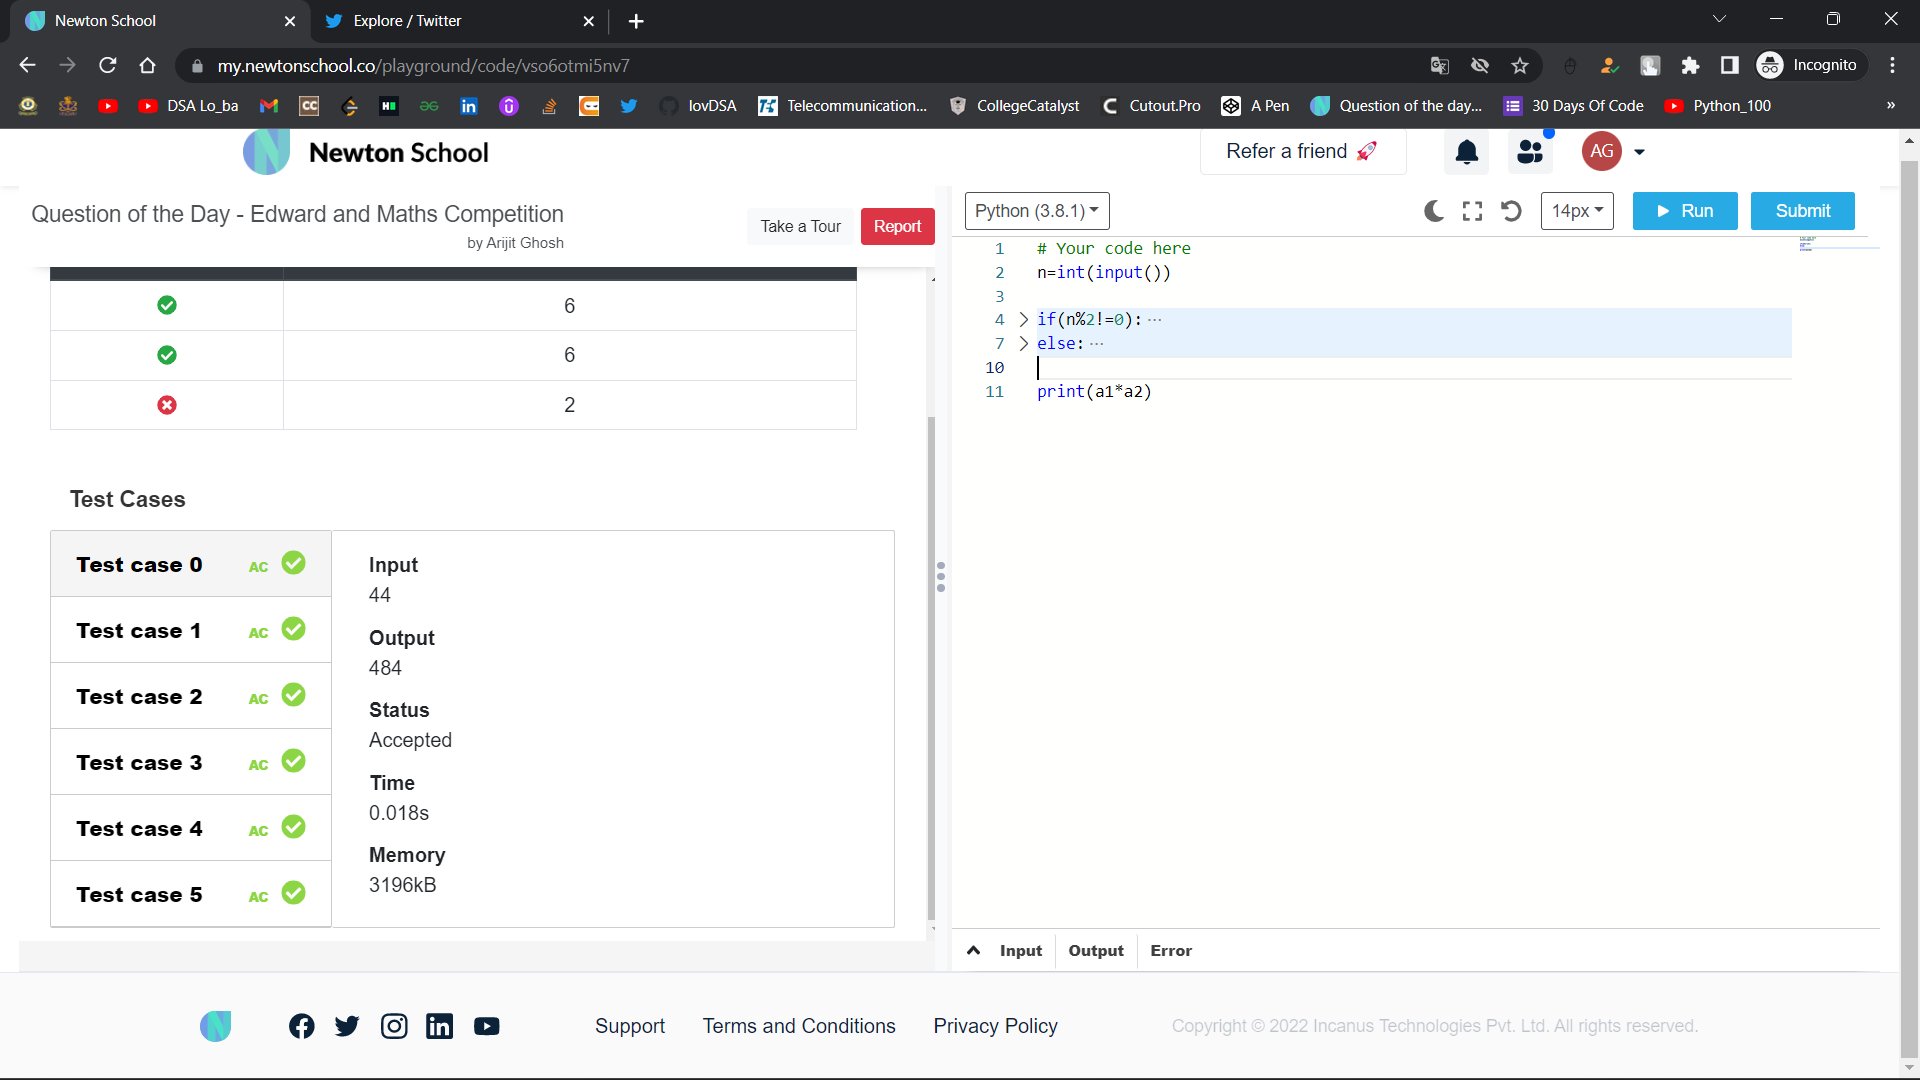 Newton School
Explore / Twitter
my.newtonschool.co/playground/code/vso6otmi5nv7
Incognito
DSA Lo_ba
CC
lovDSA
Telecommunication...
CollegeCatalyst
Cutout.Pro
A Pen
Question of the day...
30 Days Of Code
Python_100
»
Newton School
Refer a friend
AG
Question of the Day - Edward and Maths Competition
by Arijit Ghosh
Take a Tour
Report
6
6
2
Test Cases
Test case 0 AC
Test case 1 AC
Test case 2 AC
Test case 3 AC
Test case 4 AC
Test case 5 AC
Input
44
Output
484
Status
Accepted
Time
0.018s
Memory
3196kB
Python (3.8.1)
14px
Run
Submit
1 # Your code here
2 n=int(input())
3
4 if(n%2!=0): ...
7 else: ...
10
11 print(a1*a2)
Input
Output
Error
Support
Terms and Conditions
Privacy Policy
Copyright © 2022 Incanus Technologies Pvt. Ltd. All rights reserved.